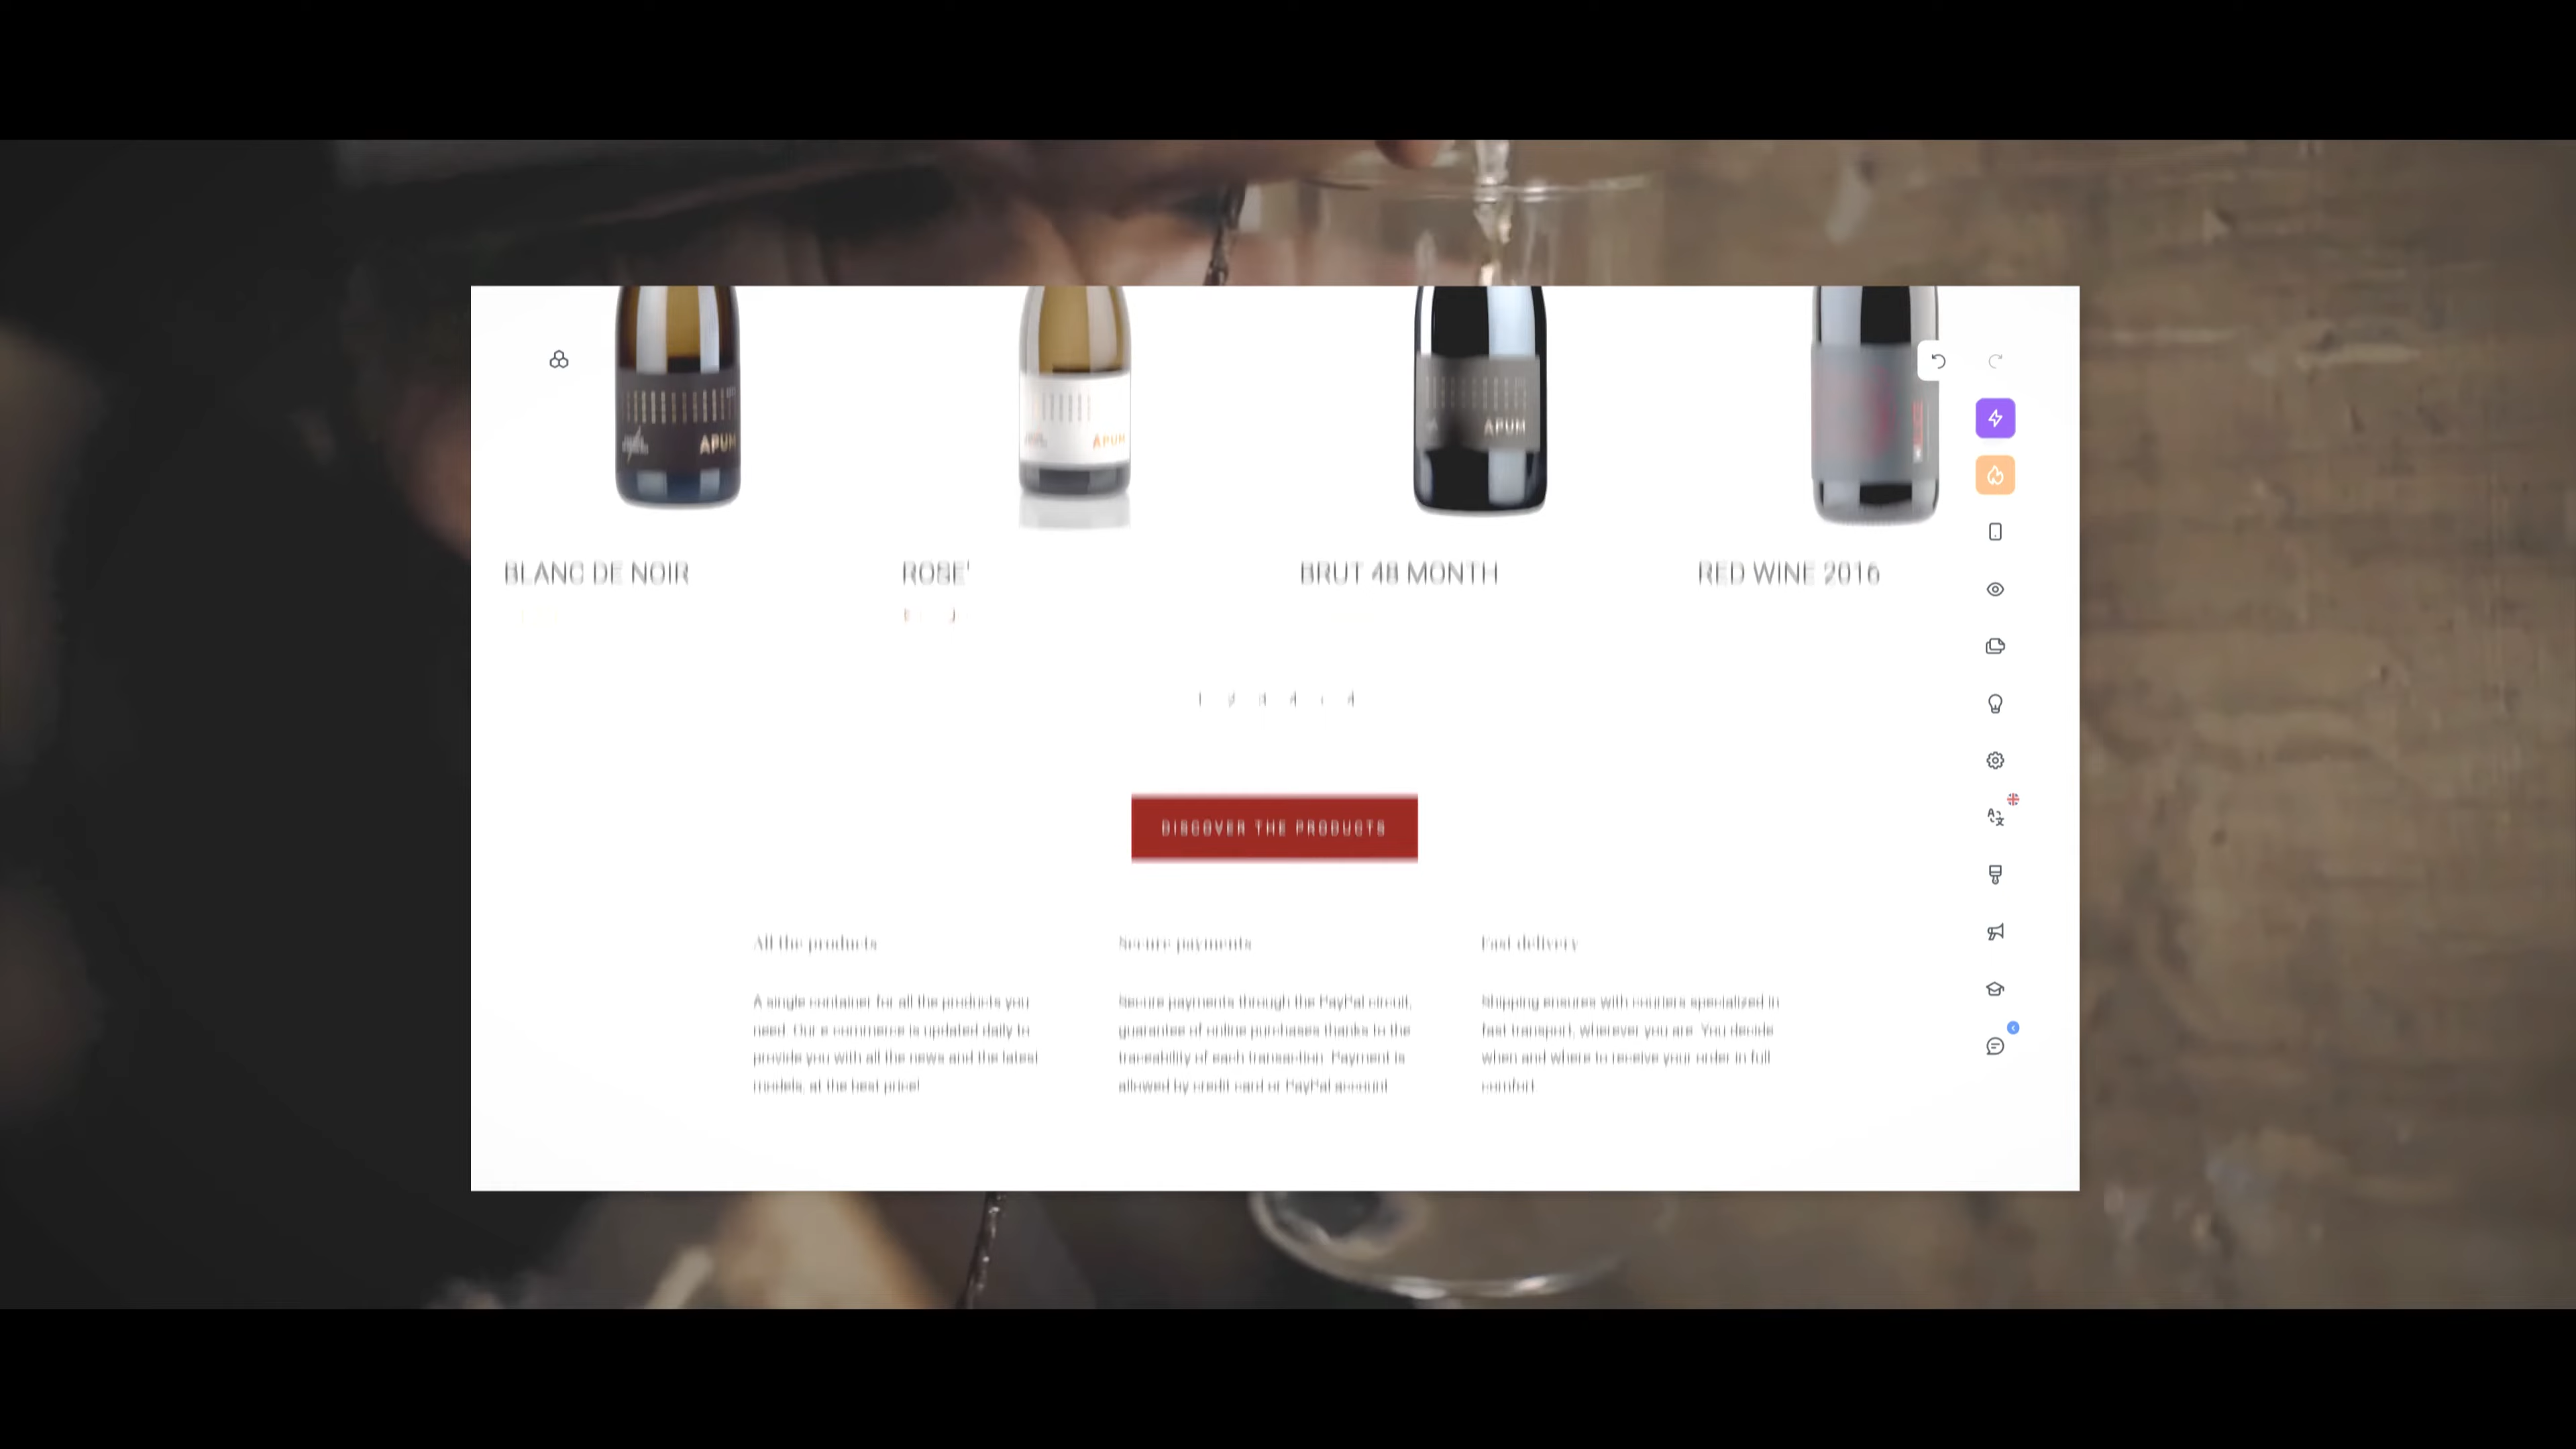 APUM
APUM
APUM
BLANC DE NOIR
ROSE'
BRUT 48 MONTH
RED WINE 2016
DISCOVER THE PRODUCTS
All the products
Secure payments
Fast delivery
A single container for all the products you
need. Our e-commerce is updated daily to
provide you with all the news and the latest
models, at the best price!
Secure payments through the PayPal circuit,
guarantee of online purchases thanks to the
traceability of each transaction. Payment is
allowed by credit card or PayPal account.
Shipping ensures with couriers specialized in
fast transport, wherever you are. You decide
when and where to receive your order in full
comfort.